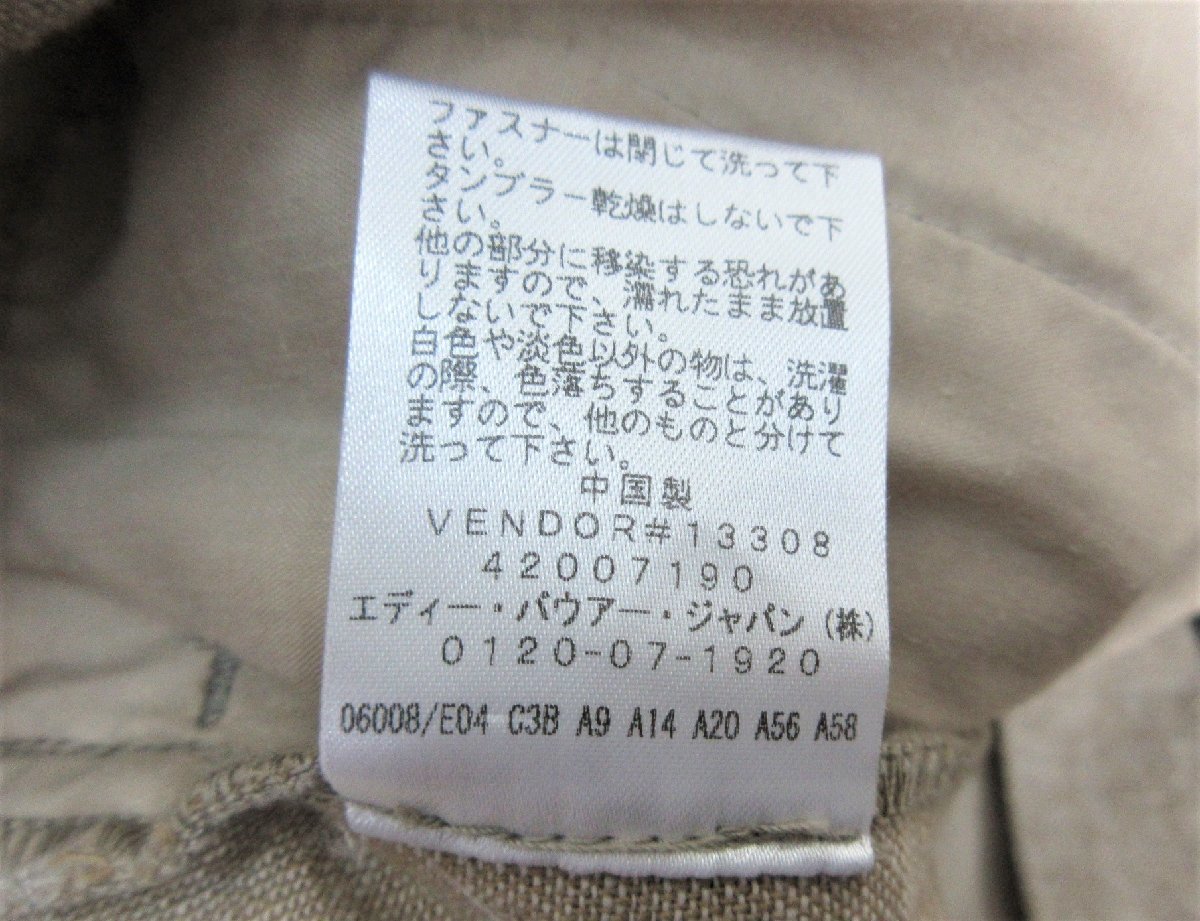 ファスナーは閉じて洗って下
さい。
タンブラー乾燥はしないで下
さい。
他の部分に移染する恐れがあ
りますので、濡れたまま放置
しないで下さい。
白色や淡色以外の物は、洗濯
の際、色落ちすることがあり
ますので、他のものと分けて
洗って下さい。
中国製
VENDOR#13308
42007190
エディー・バウアー・ジャパン(株)
0120-07-1920
06008/E04 C3B A9 A14 A20 A56 A58